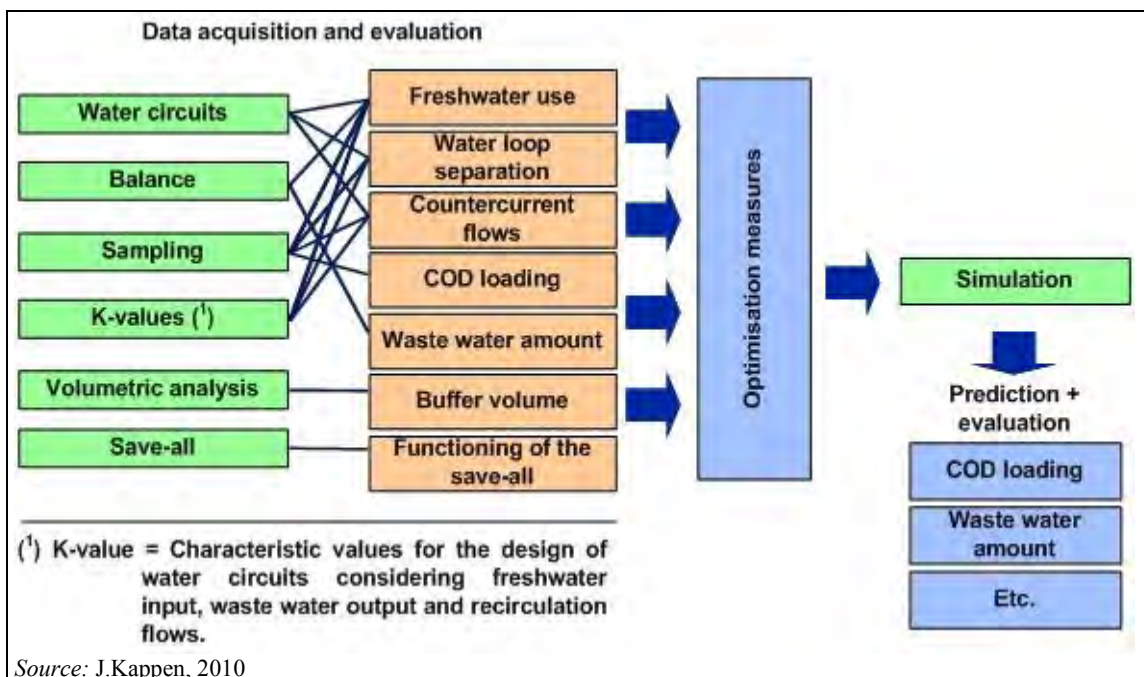 Data acquisition and evaluation
Water circuits
Balance
Sampling
K-values (¹)
Volumetric analysis
Save-all
Freshwater use
Water loop
separation
Countercurrent
flows
COD loading
Waste water amount
Buffer volume
Functioning of the
save-all
Optimisation measures
Simulation
Prediction +
evaluation
COD loading
Waste water
amount
Etc.
(¹) K-value = Characteristic values for the design of
water circuits considering freshwater
input, waste water output and recirculation
flows.
Source: J.Kappen, 2010